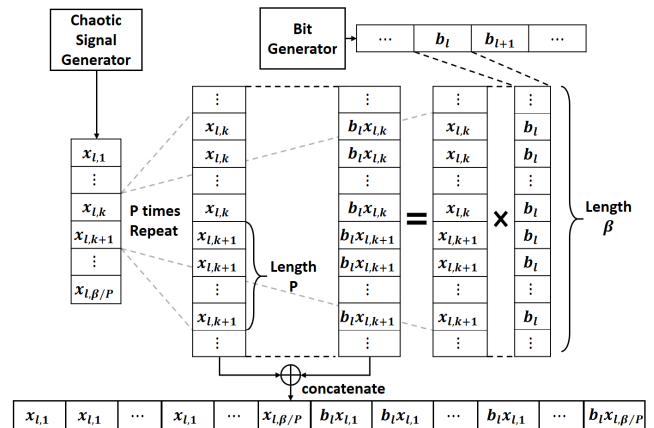 Chaotic
Signal
Generator
Bit
Generator
⋯ b_l b_{l+1} ⋯
x_{l,1}
⋮
x_{l,k}
x_{l,k+1}
⋮
x_{l,β/P}
P times
Repeat
⋮
x_{l,k}
x_{l,k}
⋮
x_{l,k}
x_{l,k+1}
x_{l,k+1}
⋮
x_{l,k+1}
⋮
Length
P
⋮
b_l x_{l,k}
b_l x_{l,k}
⋮
b_l x_{l,k}
b_l x_{l,k+1}
b_l x_{l,k+1}
⋮
b_l x_{l,k+1}
⋮
=
⋮
x_{l,k}
x_{l,k}
⋮
x_{l,k}
x_{l,k+1}
x_{l,k+1}
⋮
x_{l,k+1}
⋮
×
⋮
b_l
b_l
⋮
b_l
b_l
b_l
⋮
b_l
⋮
Length
β
concatenate
x_{l,1} x_{l,1} ⋯ x_{l,1} ⋯ x_{l,β/P} b_l x_{l,1} b_l x_{l,1} ⋯ b_l x_{l,1} ⋯ b_l x_{l,β/P}